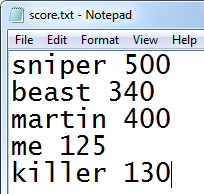 score.txt - Notepad
File Edit Format View Help
sniper 500
beast 340
martin 400
me 125
killer 130